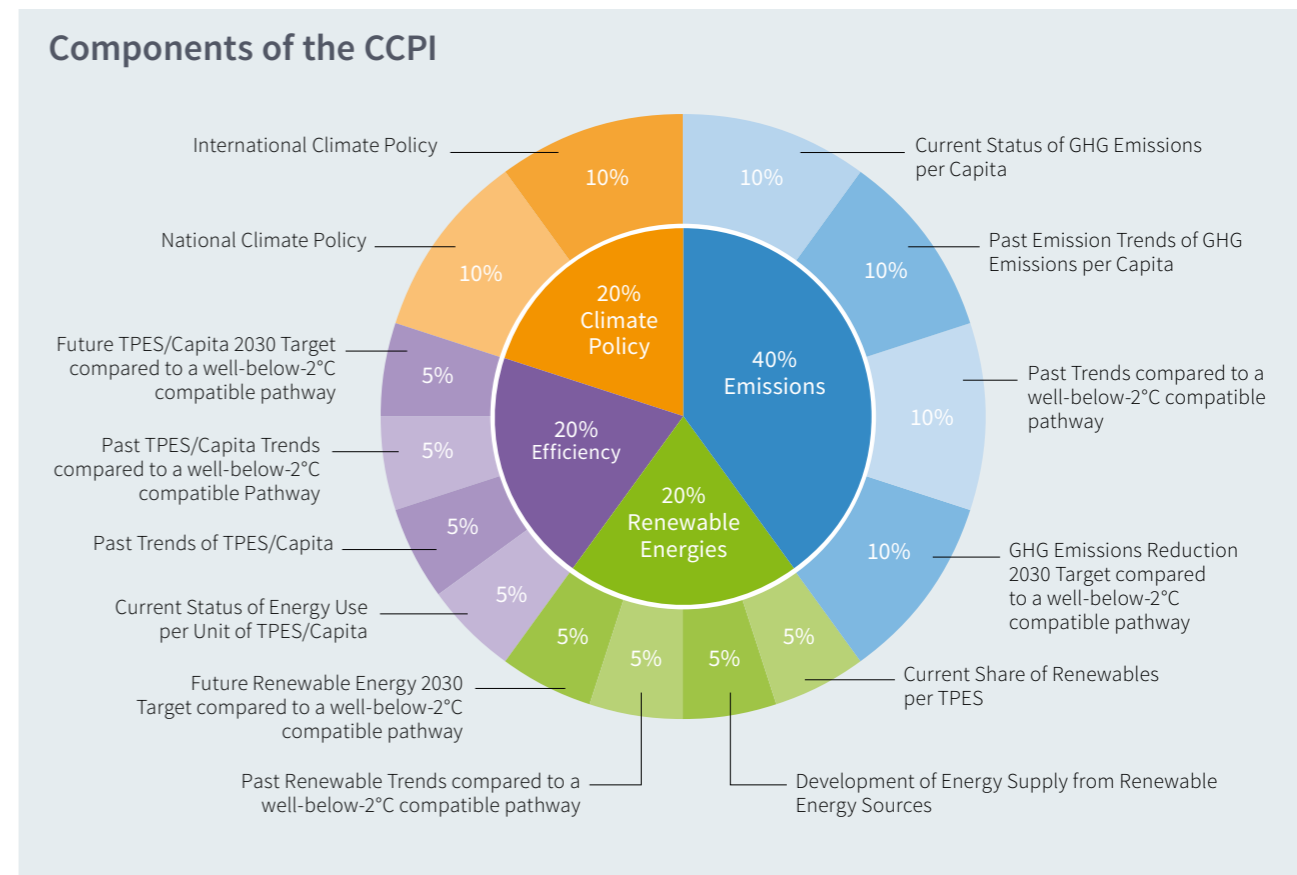 Components of the CCPI
International Climate Policy
10%
National Climate Policy
10%
Future TPES/Capita 2030 Target
compared to a well-below-2°C
compatible pathway
5%
Past TPES/Capita Trends
compared to a well-below-2°C
compatible Pathway
5%
Past Trends of TPES/Capita
5%
Current Status of Energy Use
per Unit of TPES/Capita
5%
Future Renewable Energy 2030
Target compared to a well-below-2°C
compatible pathway
5%
Past Renewable Trends compared to a
well-below-2°C compatible pathway
5%
20%
Climate
Policy
40%
Emissions
20%
Efficiency
20%
Renewable
Energies
10%
Current Status of GHG Emissions
per Capita
10%
Past Emission Trends of GHG
Emissions per Capita
10%
Past Trends compared to a
well-below-2°C compatible
pathway
10%
GHG Emissions Reduction
2030 Target compared
to a well-below-2°C
compatible pathway
5%
Current Share of Renewables
per TPES
5%
Development of Energy Supply from Renewable
Energy Sources